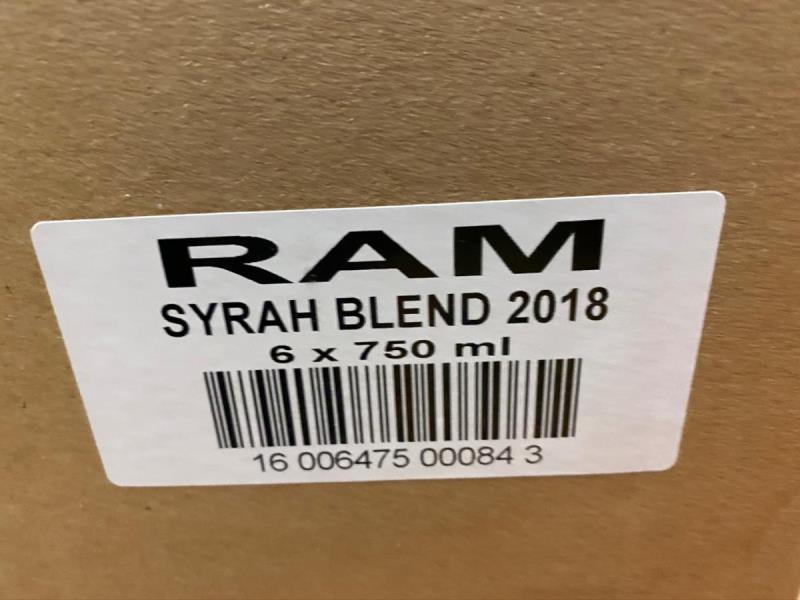 RAM
SYRAH BLEND 2018
6 x 750 ml
16 006475 00084 3